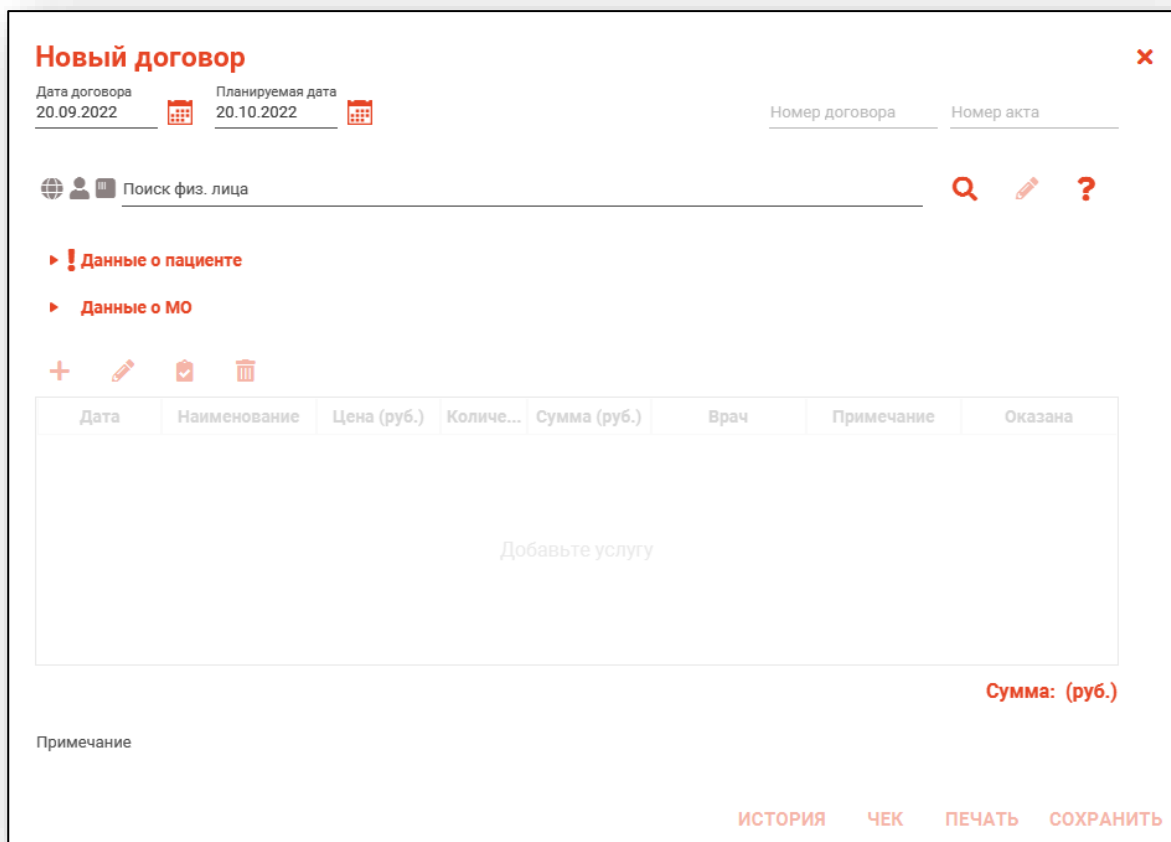 Новый договор
Дата договора Планируемая дата
20.09.2022 20.10.2022 Номер договора Номер акта
Поиск физ. лица
Данные о пациенте
Данные о МО
Дата Наименование Цена (руб.) Количе... Сумма (руб.) Врач Примечание Оказана
Добавьте услугу
Сумма: (руб.)
Примечание
ИСТОРИЯ ЧЕК ПЕЧАТЬ СОХРАНИТЬ